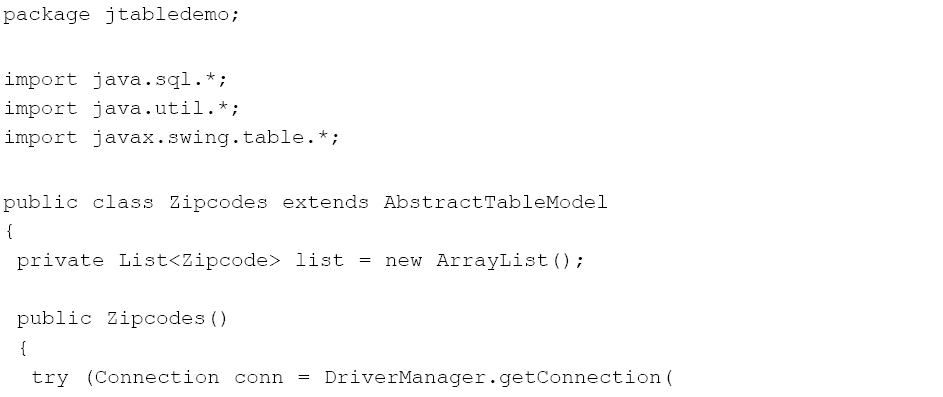 package jtabledemo;
import java.sql.*;
import java.util.*;
import javax.swing.table.*;
public class Zipcodes extends AbstractTableModel
{
private List<Zipcode> list = new ArrayList();
public Zipcodes()
{
try (Connection conn = DriverManager.getConnection(